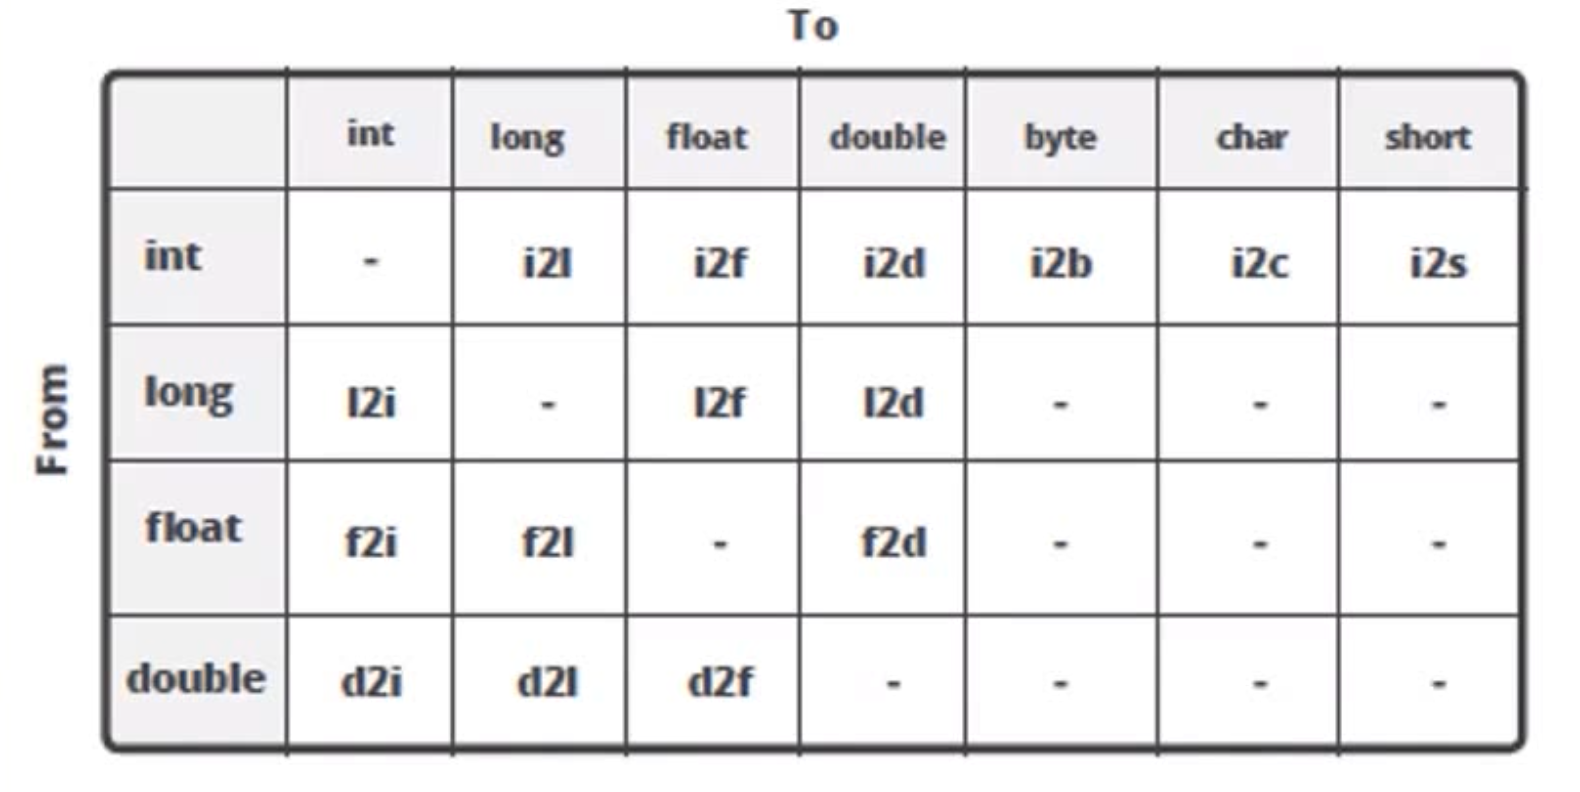 To
int long float double byte char short
int - i2l i2f i2d i2b i2c i2s
From
long l2i - l2f l2d - - -
float f2i f2l - f2d - - -
double d2i d2l d2f - - - -